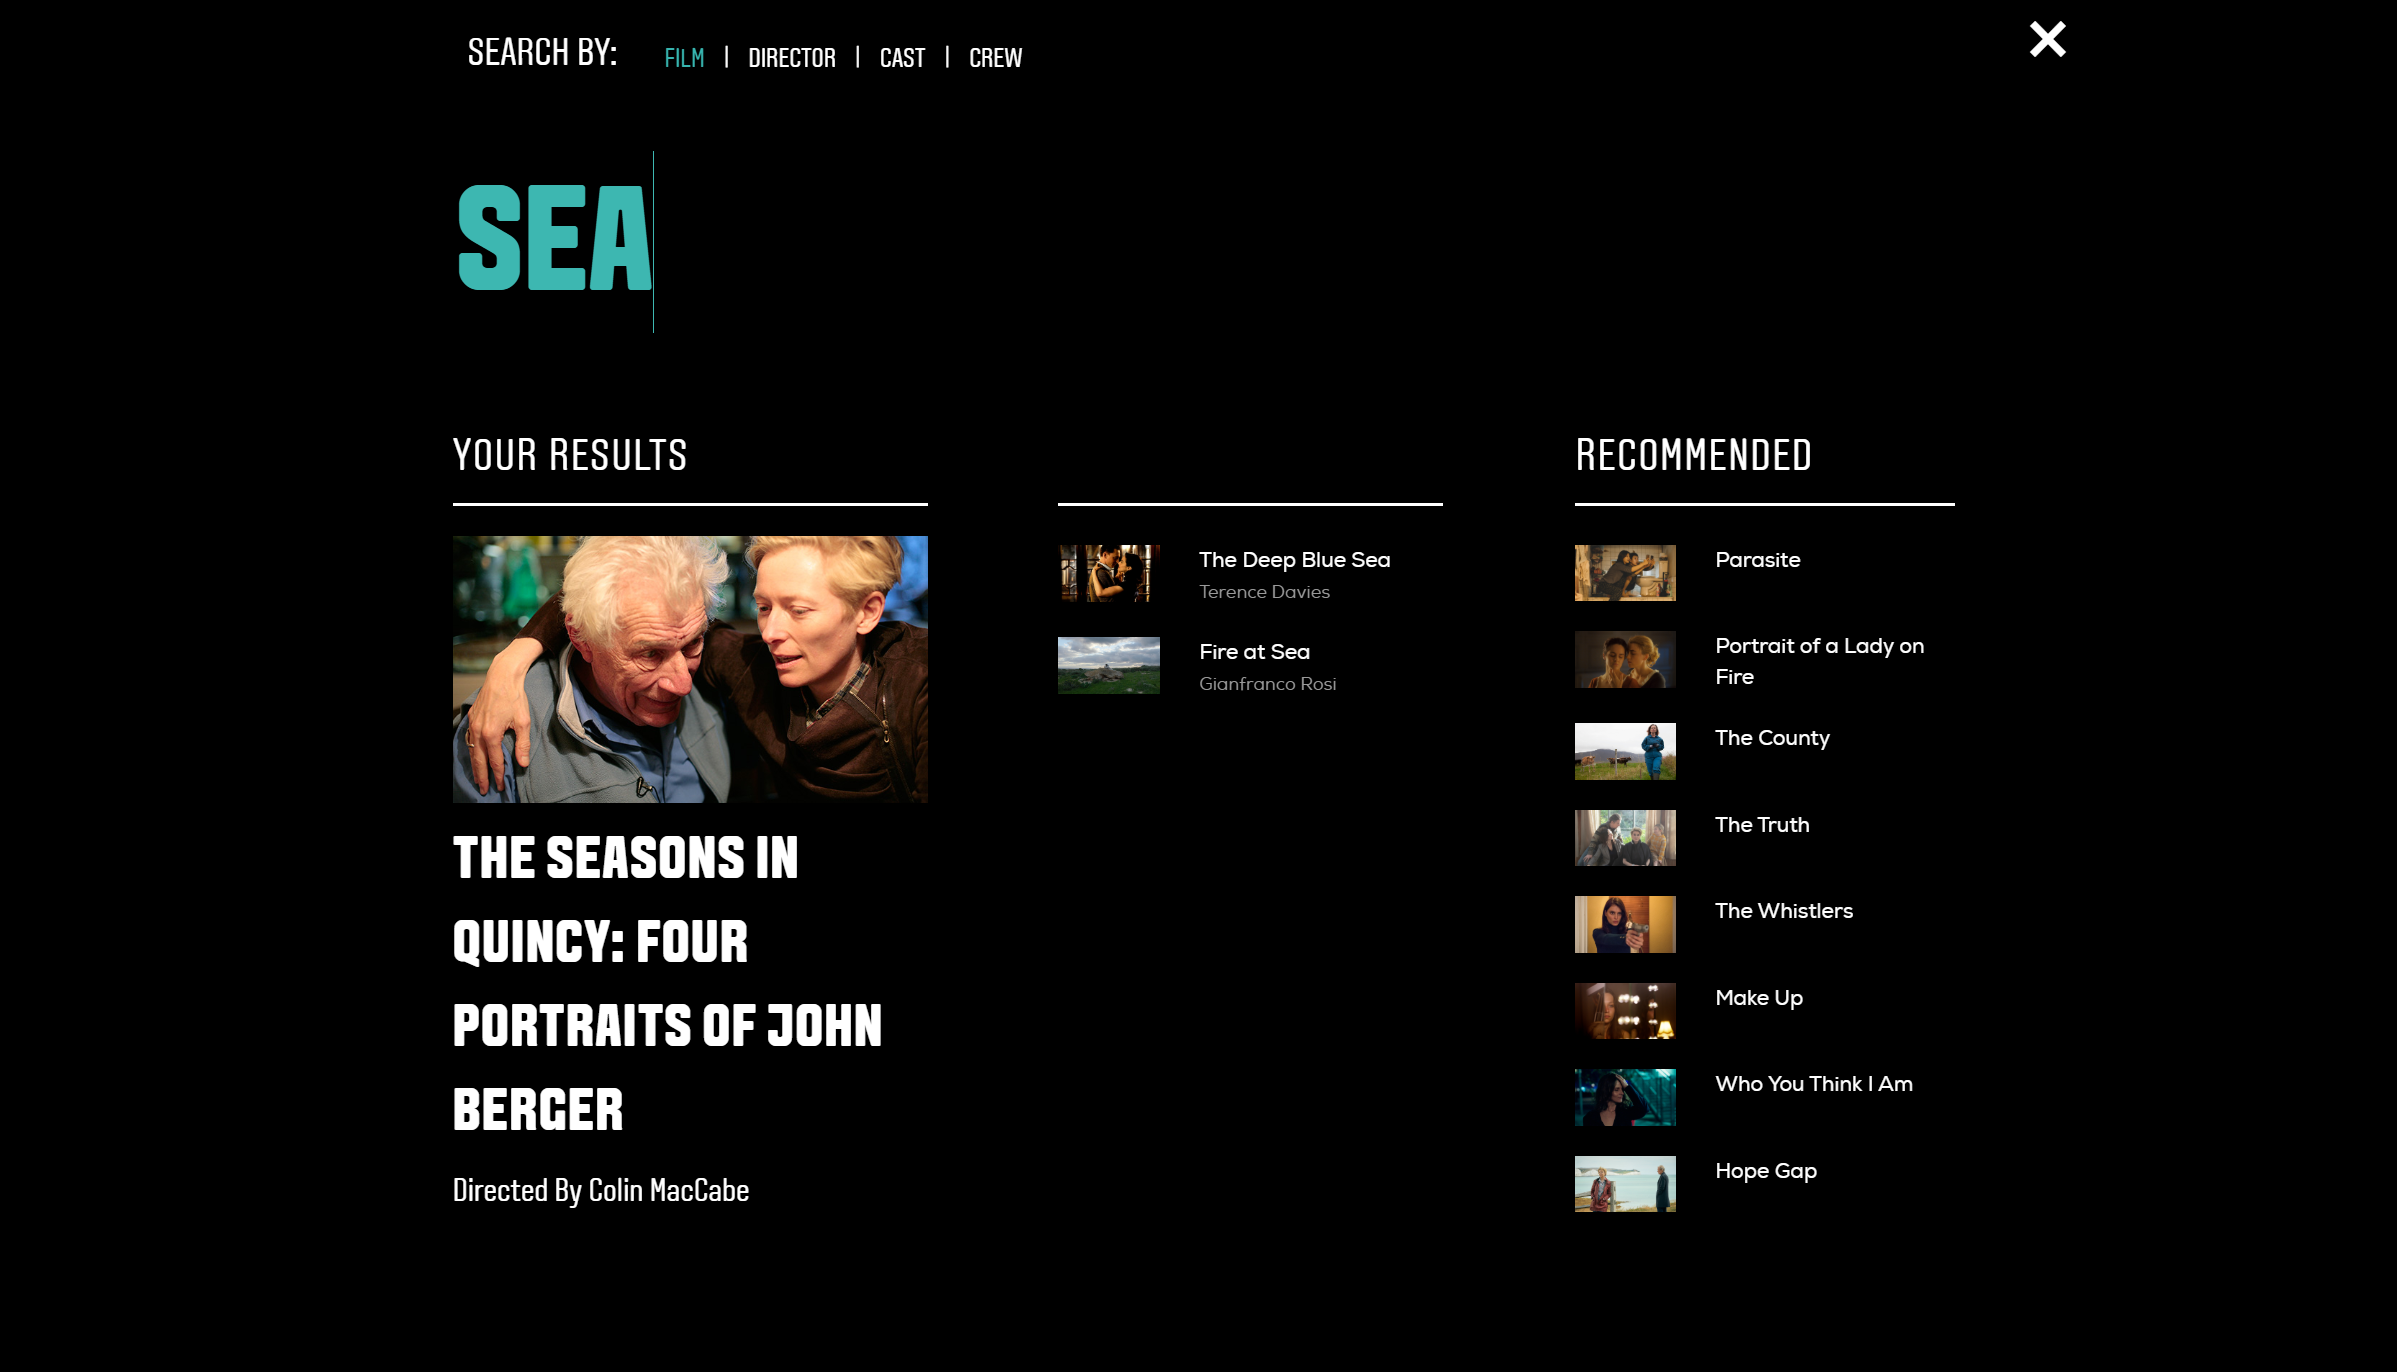 SEARCH BY: FILM | DIRECTOR | CAST | CREW
SEA
YOUR RESULTS
THE SEASONS IN
QUINCY: FOUR
PORTRAITS OF JOHN
BERGER
Directed By Colin MacCabe
The Deep Blue Sea
Terence Davies
Fire at Sea
Gianfranco Rosi
RECOMMENDED
Parasite
Portrait of a Lady on
Fire
The County
The Truth
The Whistlers
Make Up
Who You Think I Am
Hope Gap